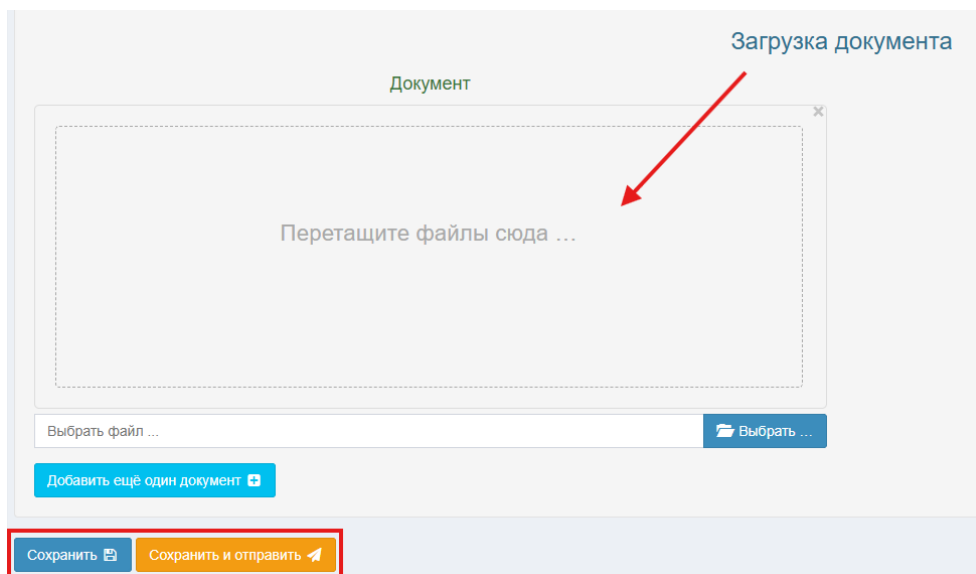 Загрузка документа
Документ
Перетащите файлы сюда ...
Выбрать файл ...
Выбрать ...
Добавить ещё один документ
Сохранить
Сохранить и отправить